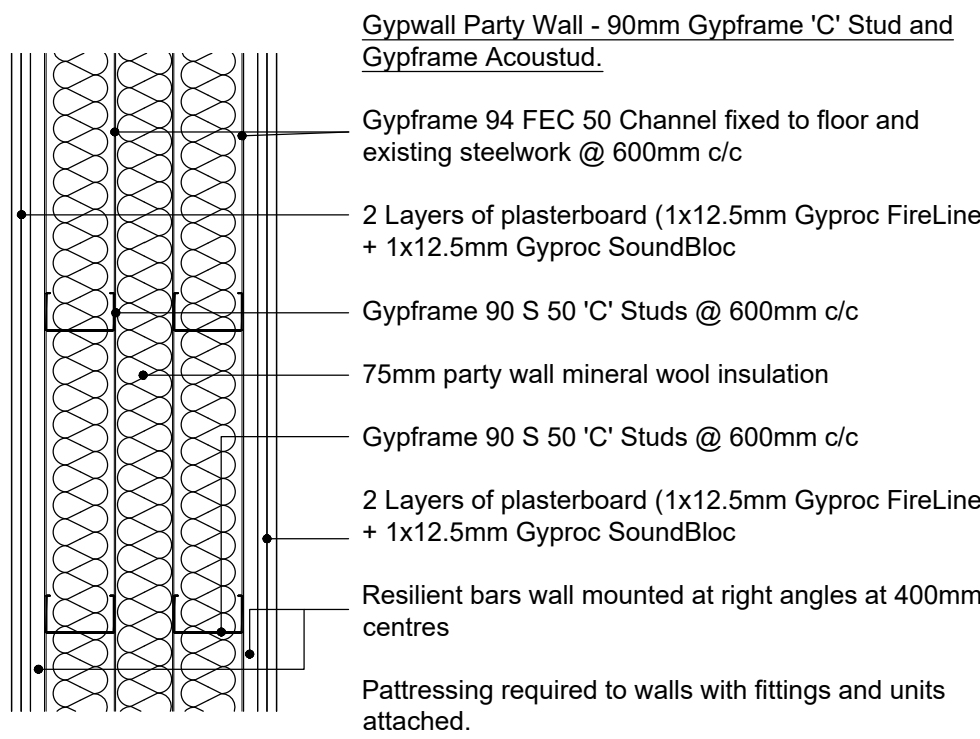 Gypwall Party Wall - 90mm Gypframe 'C' Stud and
Gypframe Acoustud.
Gypframe 94 FEC 50 Channel fixed to floor and
existing steelwork @ 600mm c/c
2 Layers of plasterboard (1x12.5mm Gyproc FireLine
+ 1x12.5mm Gyproc SoundBloc
Gypframe 90 S 50 'C' Studs @ 600mm c/c
75mm party wall mineral wool insulation
Gypframe 90 S 50 'C' Studs @ 600mm c/c
2 Layers of plasterboard (1x12.5mm Gyproc FireLine
+ 1x12.5mm Gyproc SoundBloc
Resilient bars wall mounted at right angles at 400mm
centres
Pattressing required to walls with fittings and units
attached.